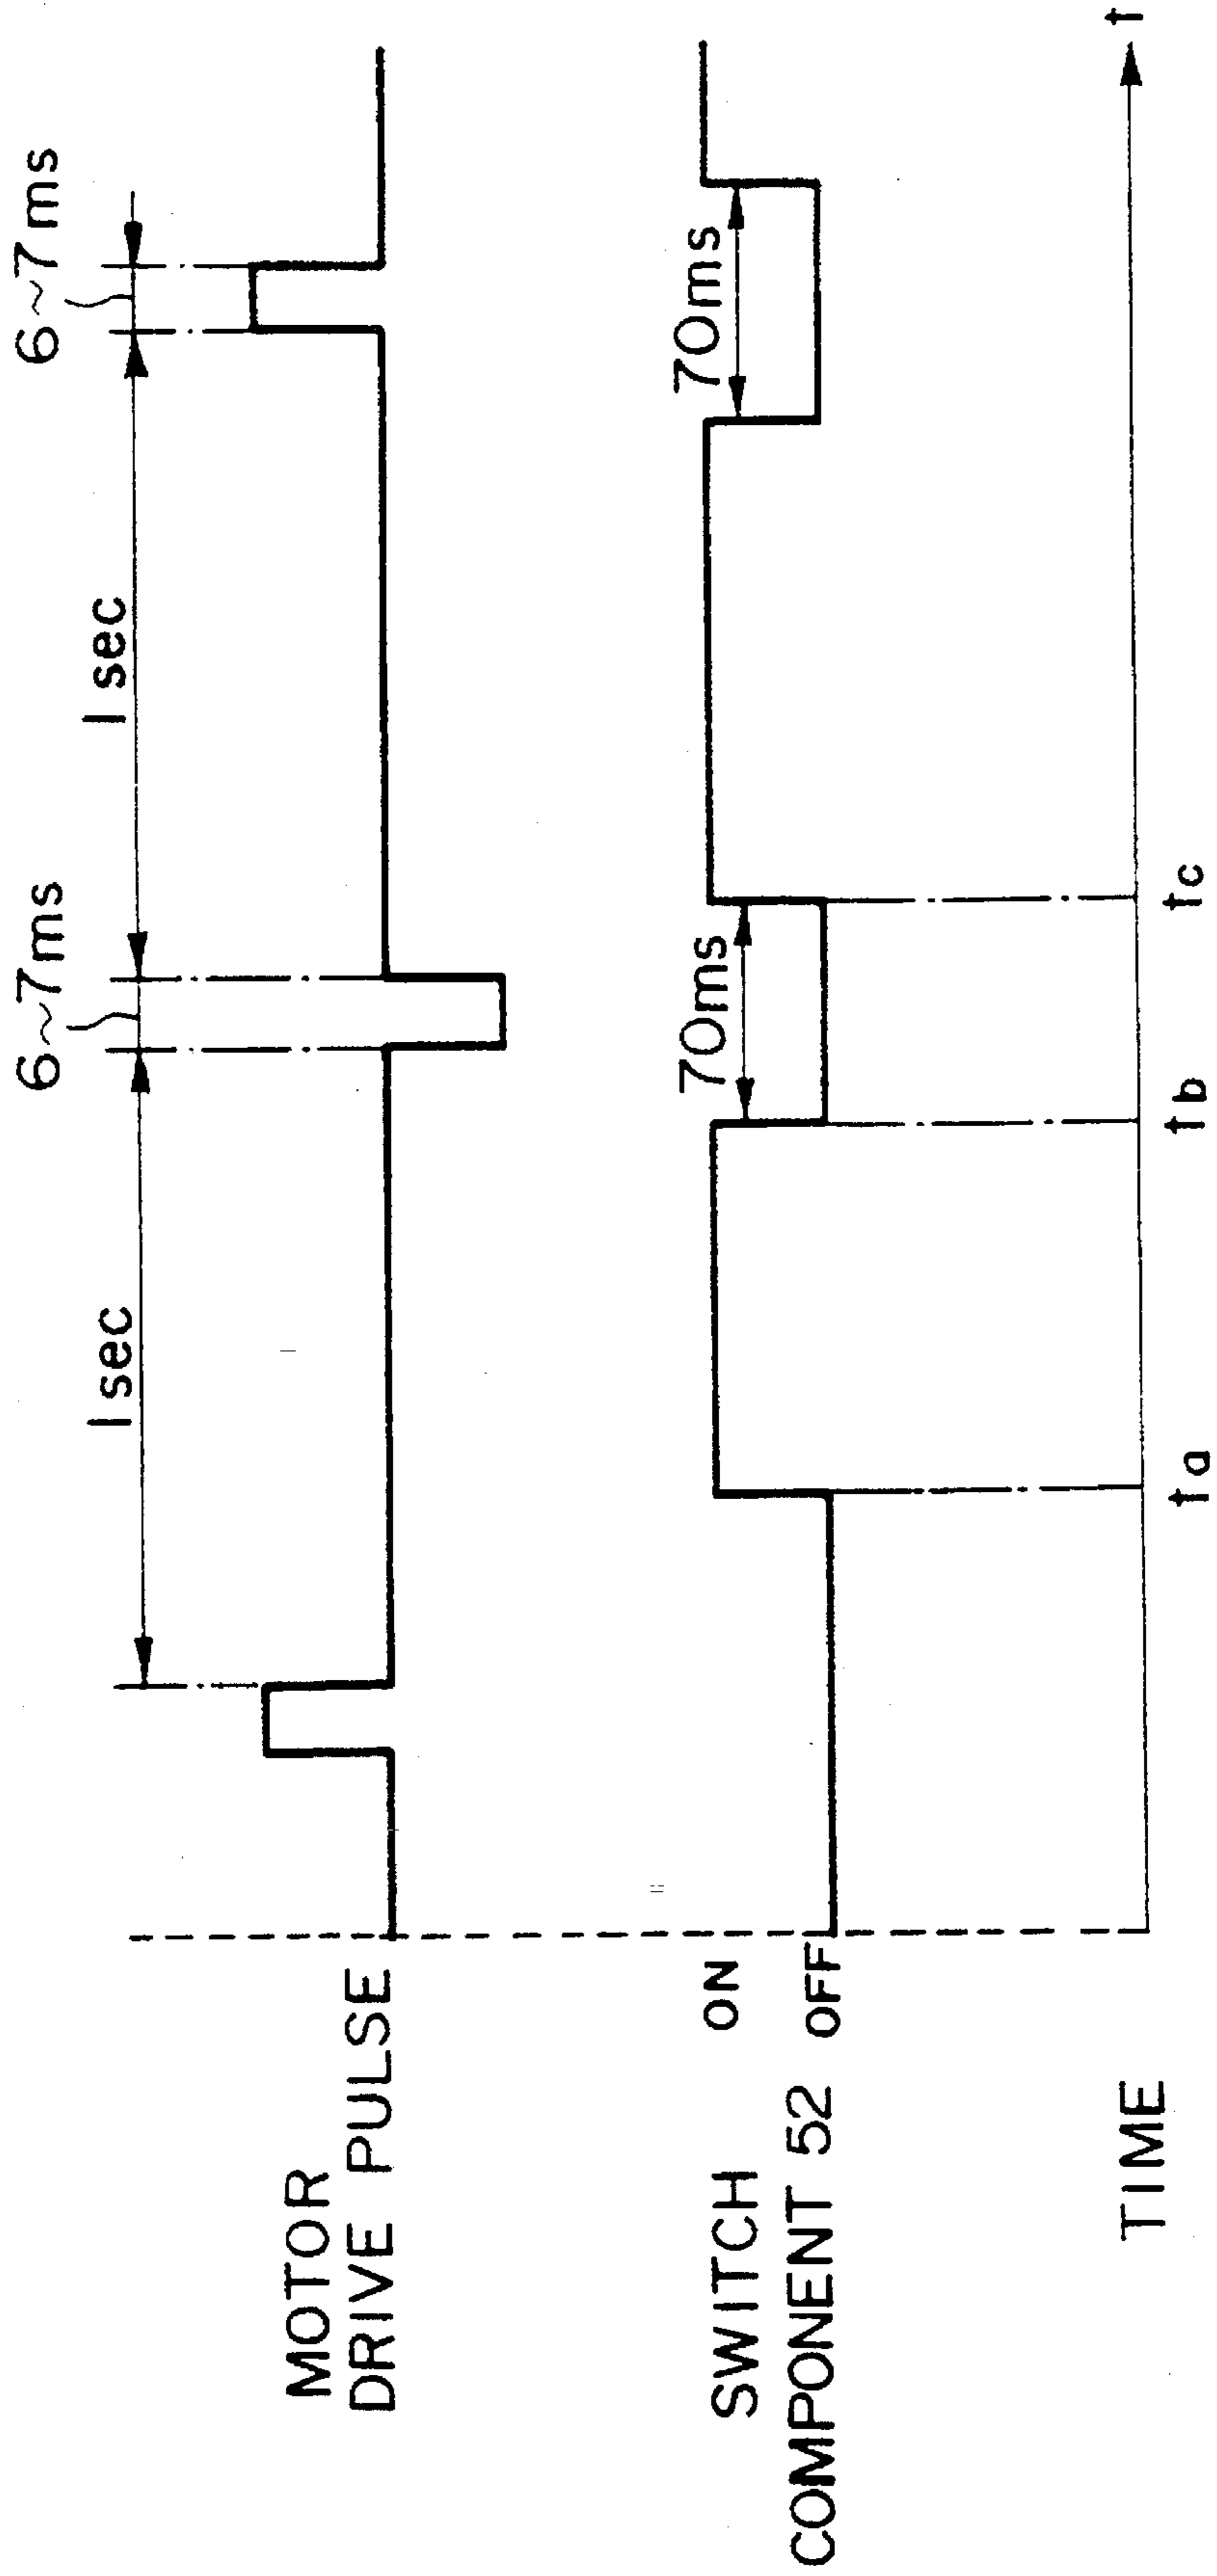 1sec
6~7ms
1sec
6~7ms
MOTOR
DRIVE PULSE
70ms
70ms
SWITCH ON
COMPONENT 52 OFF
TIME
ta
tb
tc
t